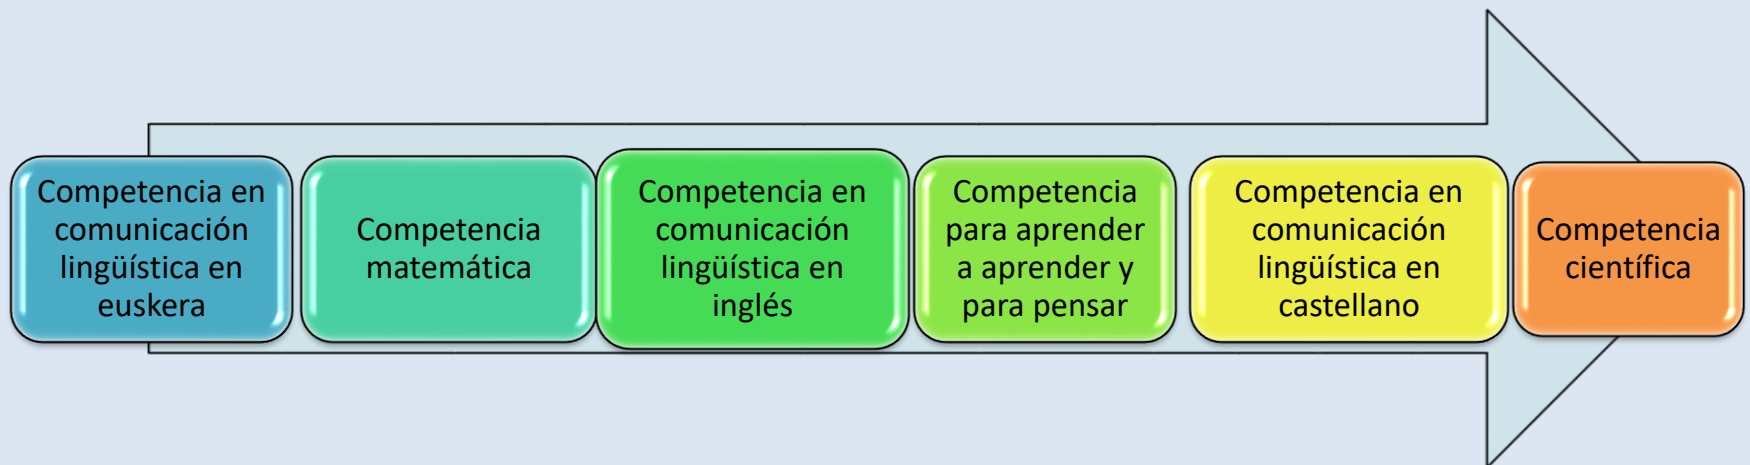 Competencia en
comunicación
lingüística en
euskera
Competencia
matemática
Competencia en
comunicación
lingüística en
inglés
Competencia
para aprender
a aprender y
para pensar
Competencia en
comunicación
lingüística en
castellano
Competencia
científica